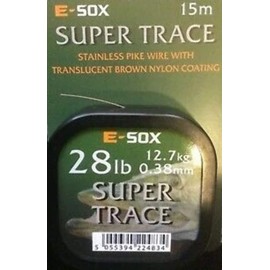 E-SOX 15m
SUPER TRACE
STAINLESS PIKE WIRE WITH
TRANSLUCENT BROWN NYLON COATING
E-SOX
28lb 12.7kg
0.38mm
SUPER
TRACE
5 055394 224834